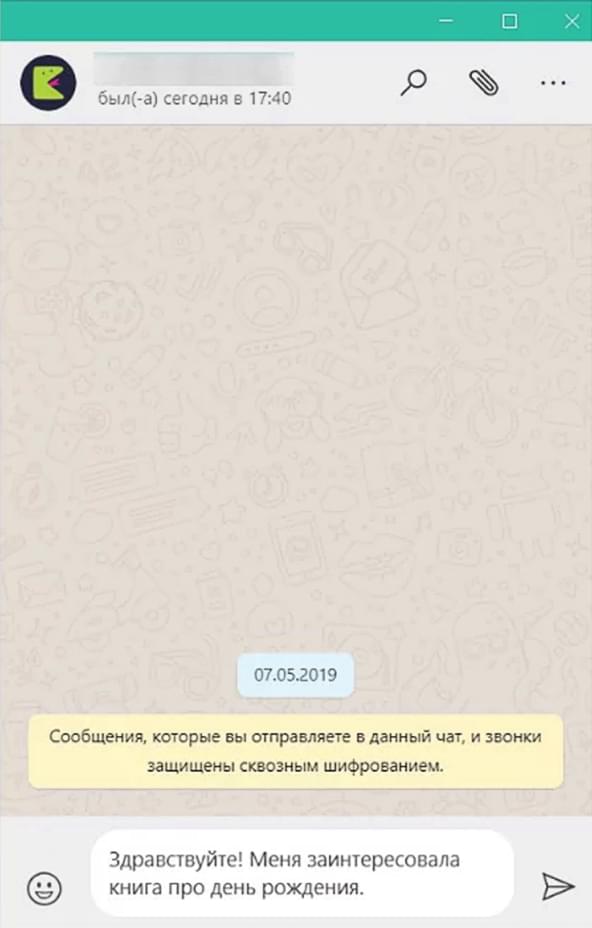 был(-а) сегодня в 17:40
07.05.2019
Сообщения, которые вы отправляете в данный чат, и звонки
защищены сквозным шифрованием.
Здравствуйте! Меня заинтересовала
книга про день рождения.